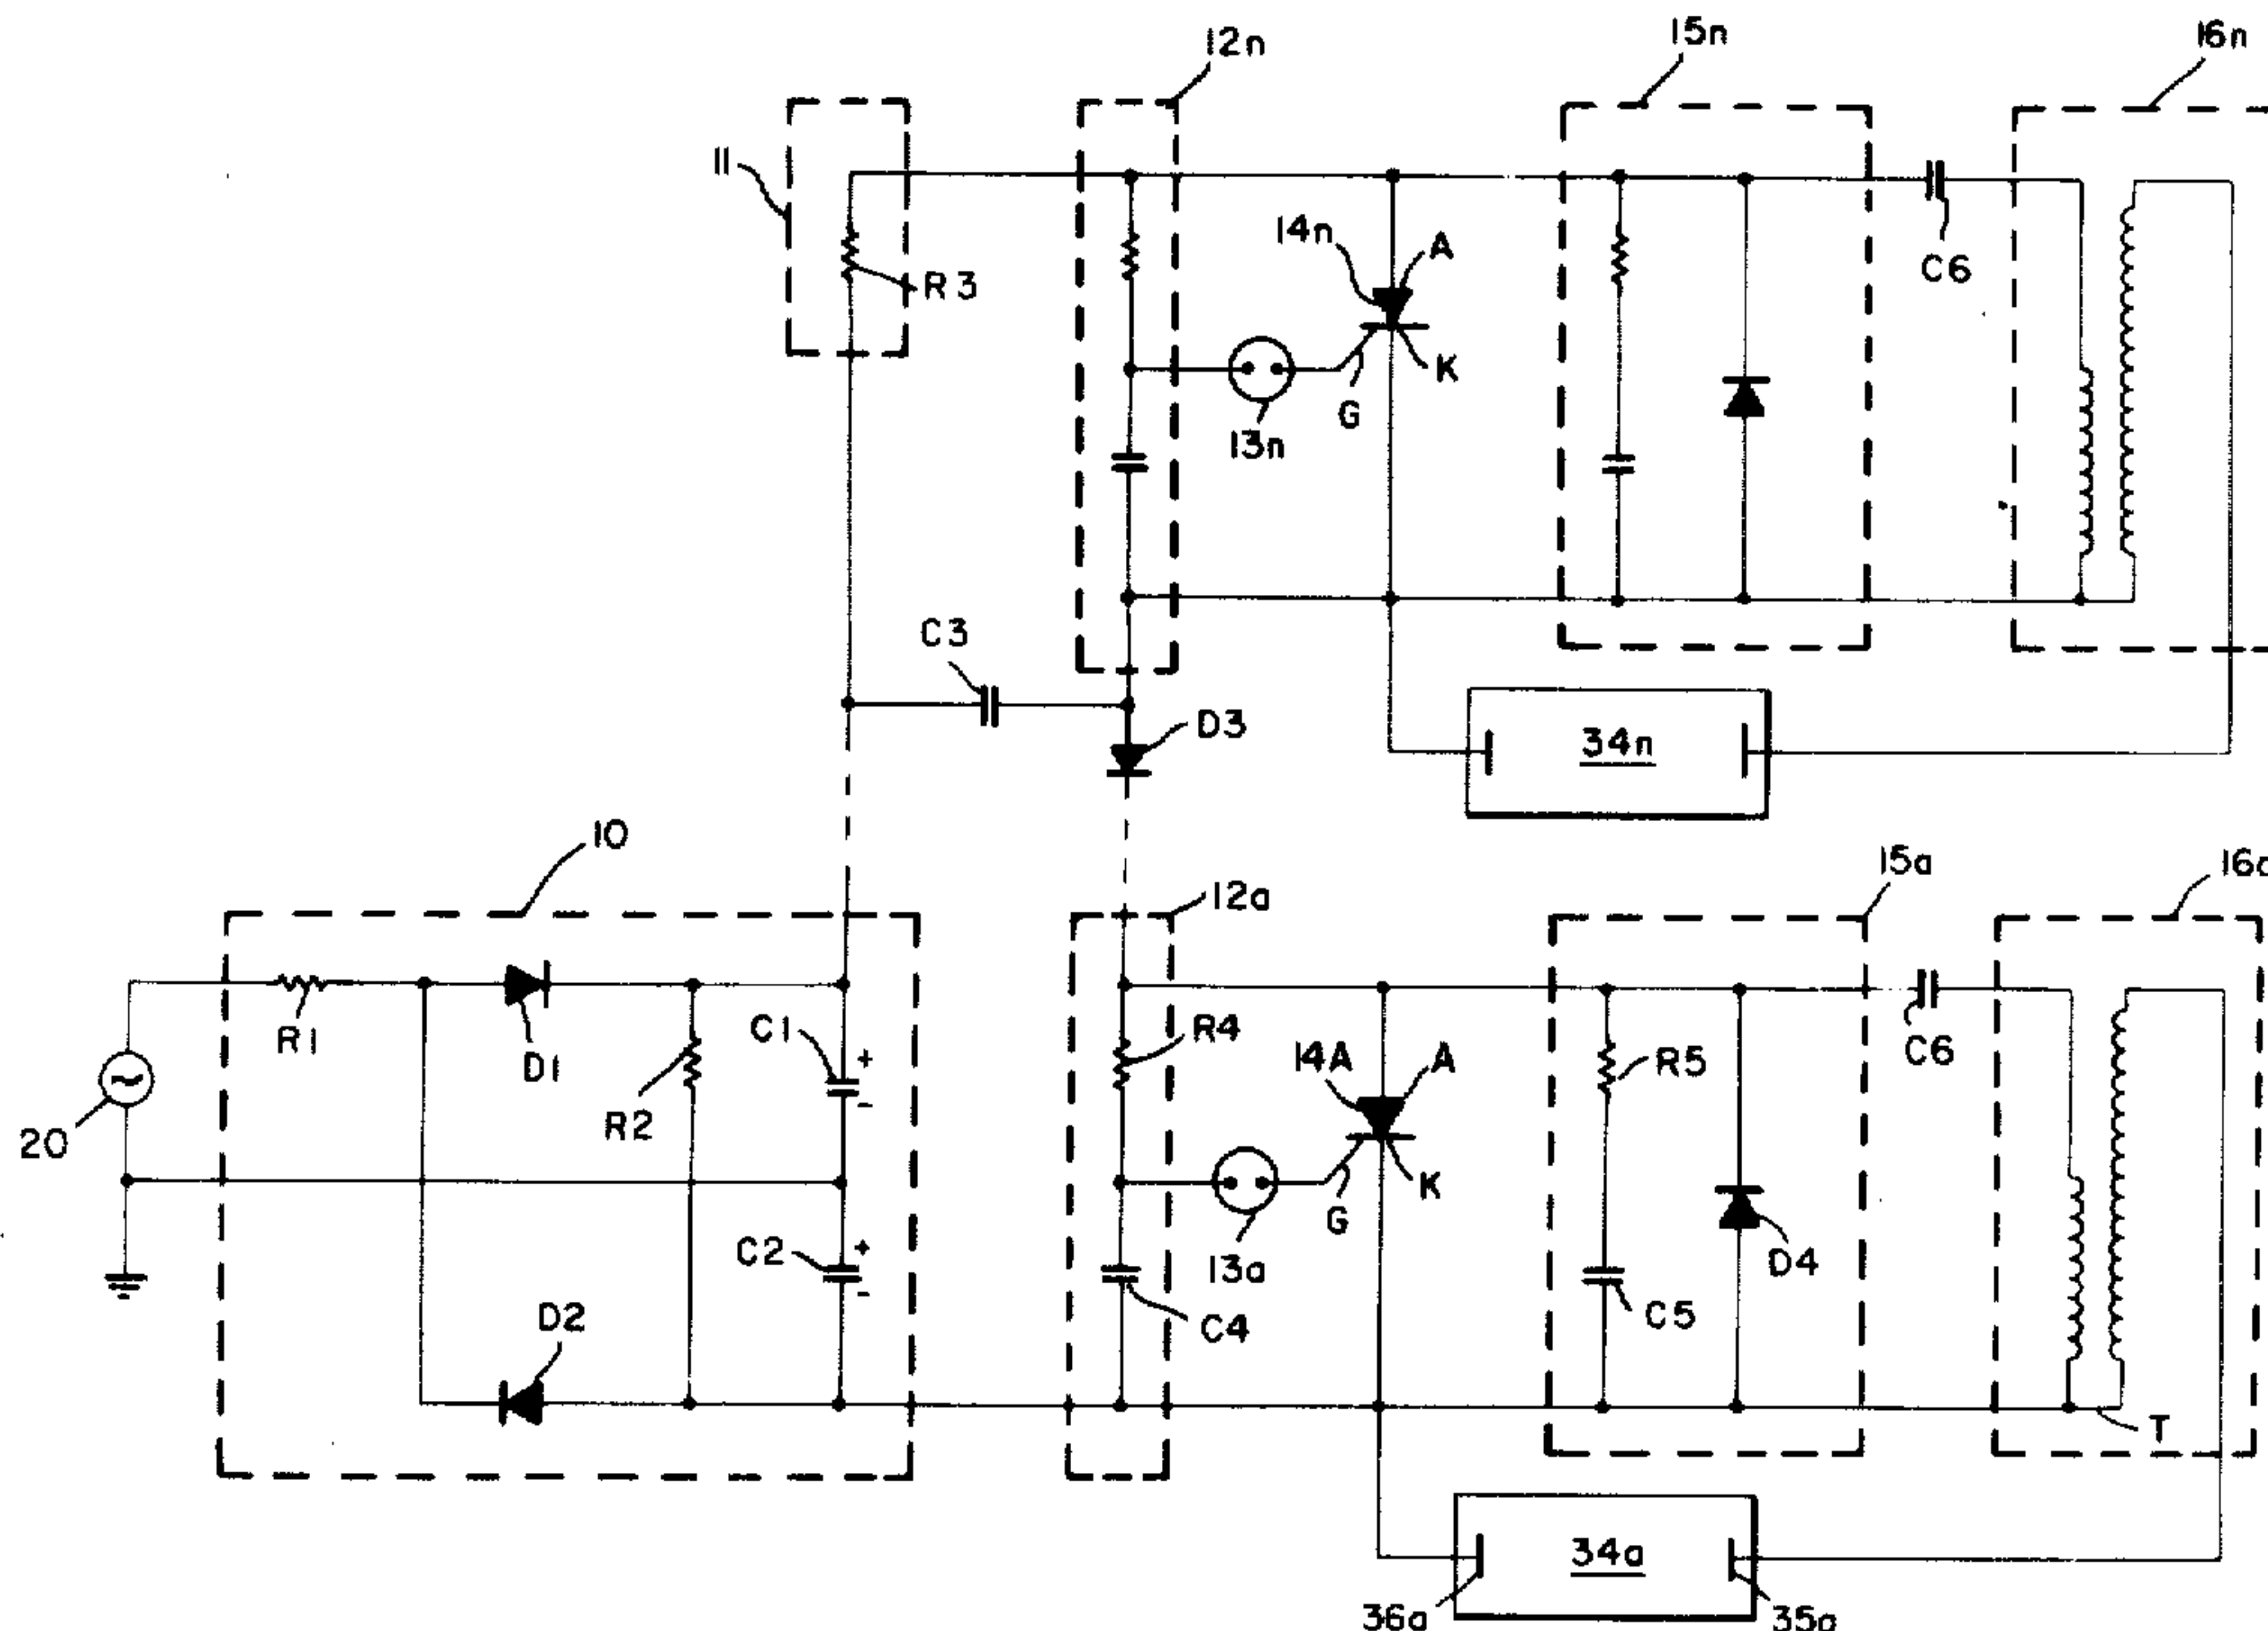 12n
15n
16n
11
R3
14n
A
C6
K
G
13n
C3
D3
34n
10
12a
15a
R1
D1
R2
C1
+
-
R4
14A
A
R5
C6
20
K
G
13a
C2
+
-
D2
C4
D4
C5
T
34a
36a
35a